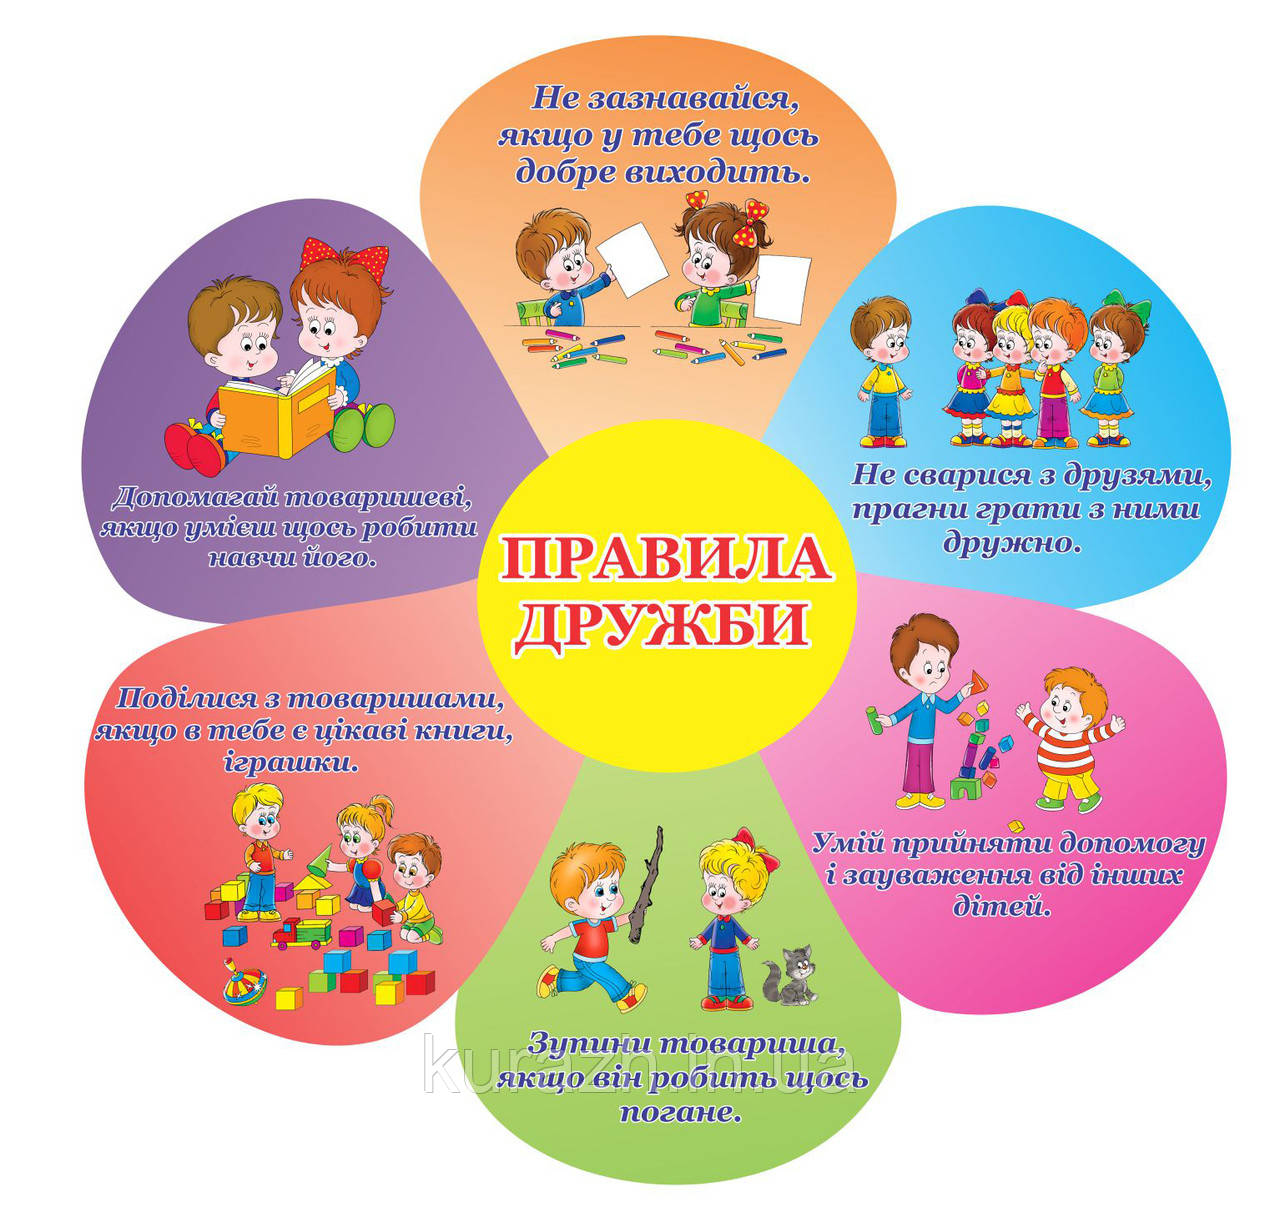 Не зазнавайся,
якщо у тебе щось
добре виходить.
Допомагай товаришеві,
якщо умієш щось робити
навчи його.
Не сварися з друзями,
прагни грати з ними
дружно.
ПРАВИЛА
ДРУЖБИ
Поділися з товаришами,
якщо в тебе є цікаві книги,
іграшки.
Умій прийняти допомогу
і зауваження від інших
дітей.
Зупини товариша,
якщо він робить щось
погане.
kurazh.in.ua